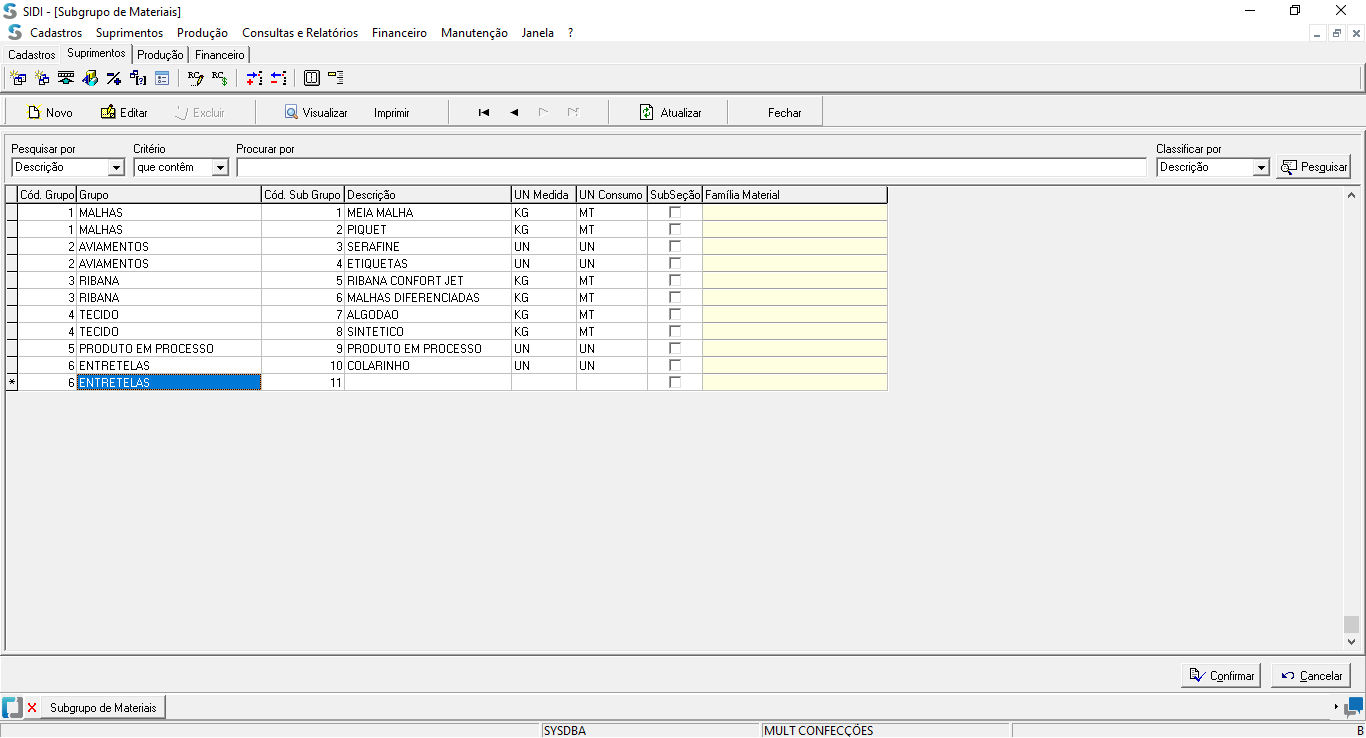 SIDI - [Subgrupo de Materiais]
Cadastros Suprimentos Produção Consultas e Relatórios Financeiro Manutenção Janela ?
Cadastros Suprimentos Produção Financeiro
Novo Editar Excluir Visualizar Imprimir Atualizar Fechar
Pesquisar por Critério Procurar por Classificar por
Descrição que contêm Descrição Pesquisar
Cód. Grupo Grupo Cód. Sub Grupo Descrição UN Medida UN Consumo SubSeção Família Material
1 MALHAS 1 MEIA MALHA KG MT
1 MALHAS 2 PIQUET KG MT
2 AVIAMENTOS 3 SERAFINE UN UN
2 AVIAMENTOS 4 ETIQUETAS UN UN
3 RIBANA 5 RIBANA CONFORT JET KG MT
3 RIBANA 6 MALHAS DIFERENCIADAS KG MT
4 TECIDO 7 ALGODAO KG MT
4 TECIDO 8 SINTETICO KG MT
5 PRODUTO EM PROCESSO 9 PRODUTO EM PROCESSO UN UN
6 ENTRETELAS 10 COLARINHO UN UN
* 6 ENTRETELAS 11
Confirmar Cancelar
Subgrupo de Materiais
SYSDBA MULT CONFECÇÕES B